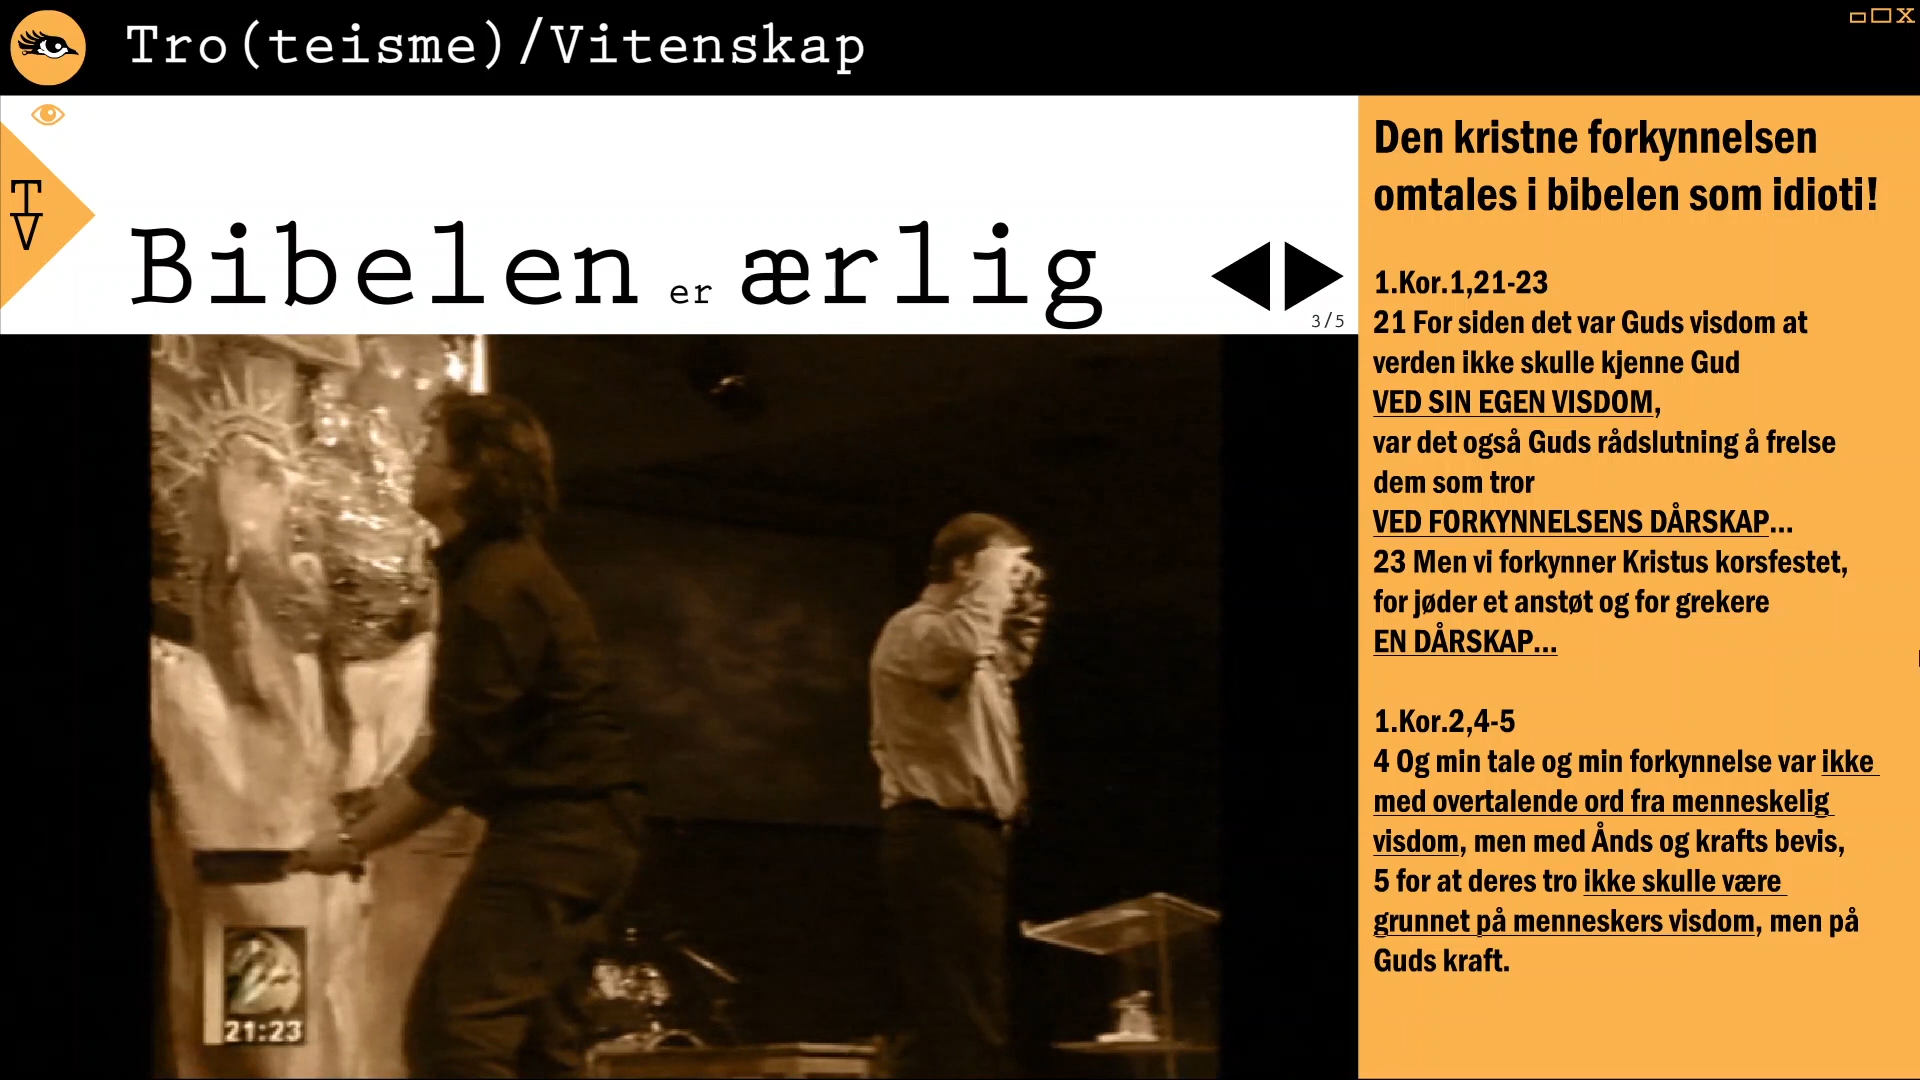 Tro(teisme)/Vitenskap
T
V
Bibelen er ærlig
3/5
21:23
Den kristne forkynnelsen
omtales i bibelen som idioti!
1.Kor.1,21-23
21 For siden det var Guds visdom at
verden ikke skulle kjenne Gud
VED SIN EGEN VISDOM,
var det også Guds rådslutning å frelse
dem som tror
VED FORKYNNELSENS DÅRSKAP...
23 Men vi forkynner Kristus korsfestet,
for jøder et anstøt og for grekere
EN DÅRSKAP...
1.Kor.2,4-5
4 Og min tale og min forkynnelse var ikke
med overtalende ord fra menneskelig
visdom, men med Ånds og krafts bevis,
5 for at deres tro ikke skulle være
grunnet på menneskers visdom, men på
Guds kraft.